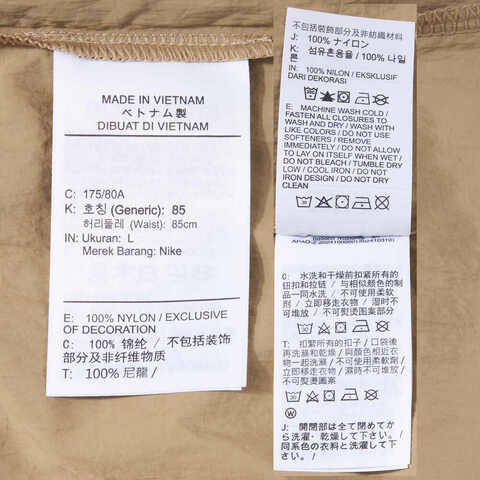 MADE IN VIETNAM
ベトナム製
DIBUAT DI VIETNAM
C: 175/80A
K: 호칭 (Generic): 85
허리둘레 (Waist): 85cm
IN: Ukuran: L
Merek Barang: Nike
E: 100% NYLON / EXCLUSIVE
OF DECORATION
C: 100% 锦纶 / 不包括装饰
部分及非纤维物质
T: 100% 尼龍 /
不包括裝飾部分及非紡織材料
J: 100% ナイロン
K: 섬유혼용율 / 100% 나일
론
IN: 100% NILON / EKSKLUSIF
DARI DEKORASI
E: MACHINE WASH COLD /
FASTEN ALL CLOSURES TO
WASH AND DRY / WASH WITH
LIKE COLORS / DO NOT USE
SOFTENERS / REMOVE
IMMEDIATELY / DO NOT ALLOW
TO LAY ON ITSELF WHEN WET /
DO NOT BLEACH / TUMBLE DRY
LOW / COOL IRON / DO NOT
IRON DESIGN / DO NOT DRY
CLEAN
C: 水洗和干燥前扣紧所有的
钮扣和拉链 / 与相似颜色的制
品一同水洗 / 不可使用柔软
剂 / 立即移走衣物 / 湿时不
可堆放 / 不可熨烫图案部分
T: 扣紧所有的扣子 / 口袋後
再洗滌和乾燥 / 與顏色相近衣
物一起洗滌 / 不可使用柔軟劑
/ 立即移走衣物 / 濕時不可堆
放 / 不可熨燙圖案部分
J: 開閉部は全て閉めてか
ら洗濯・乾燥して下さい。/
同系色の衣料と洗濯して下さ
い。/